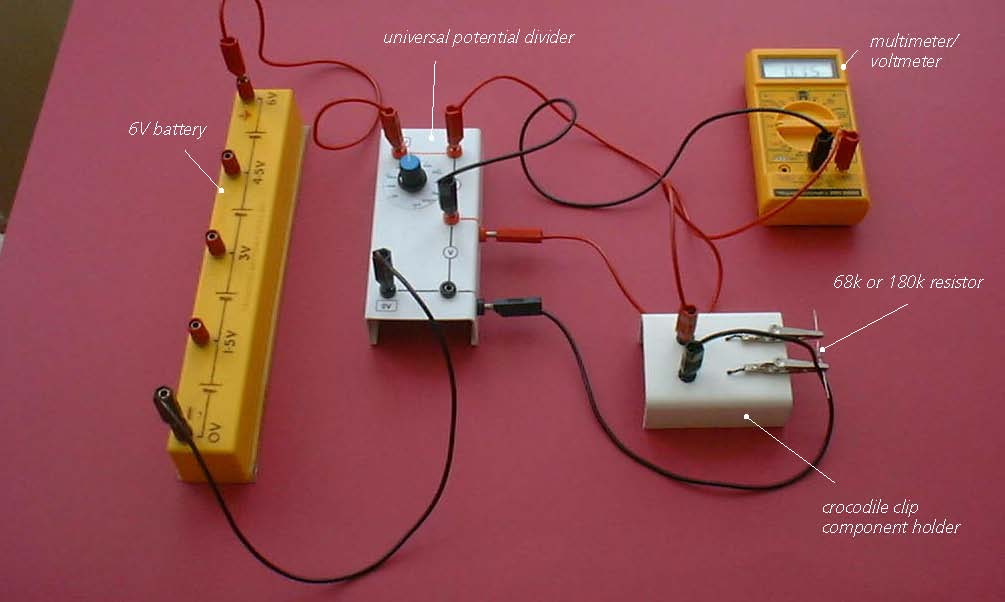 universal potential divider
multimeter/
voltmeter
6V battery
6V
4·5V
3V
1·5V
0V
0V
V
68k or 180k resistor
crocodile clip
component holder